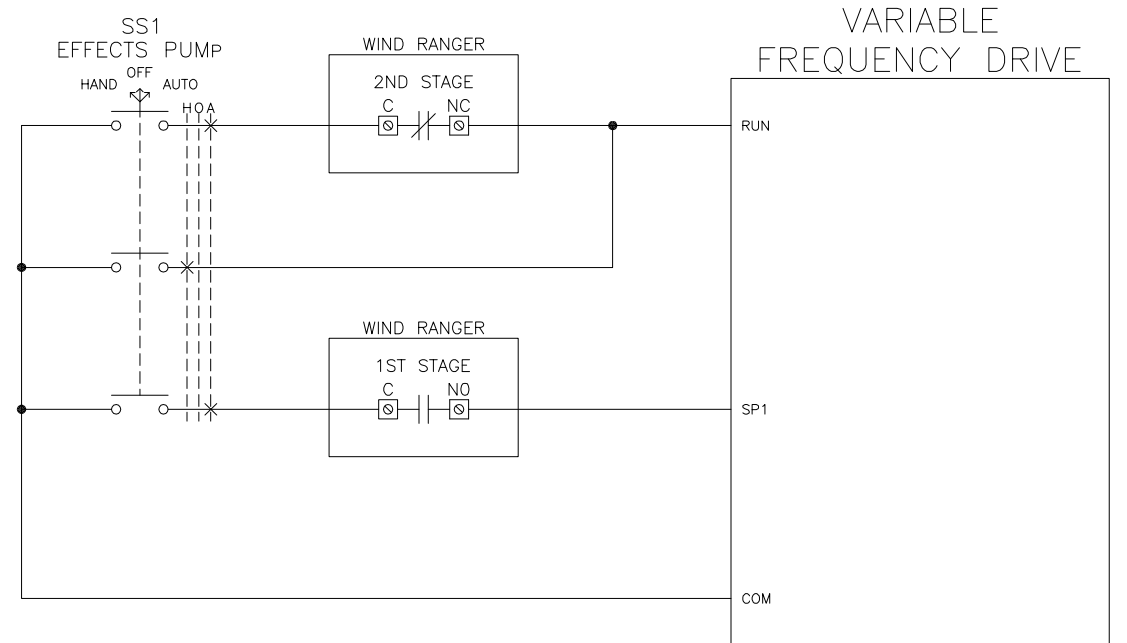 SS1
EFFECTS PUMP
OFF
HAND AUTO
H O A
WIND RANGER
2ND STAGE
C NC
VARIABLE
FREQUENCY DRIVE
RUN
WIND RANGER
1ST STAGE
C NO
SP1
COM